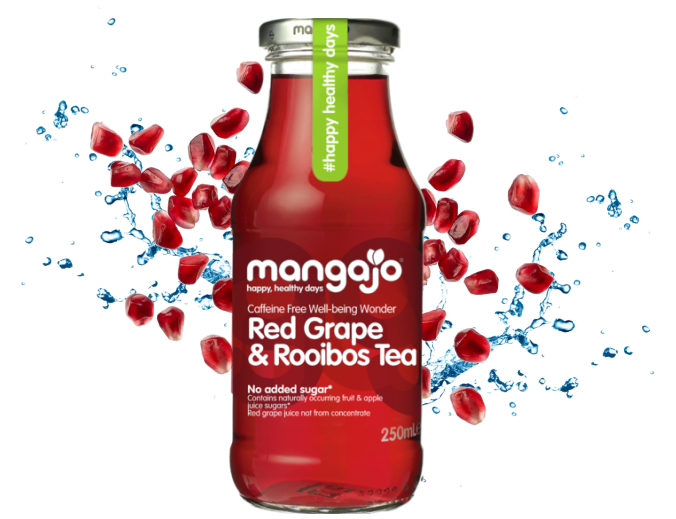 ma
#happy healthy days
mangajo
happy, healthy days
Caffeine Free Well-being Wonder
Red Grape
& Rooibos Tea
No added sugar*
Contains naturally occurring fruit & apple
juice sugars*
Red grape juice not from concentrate
250mL